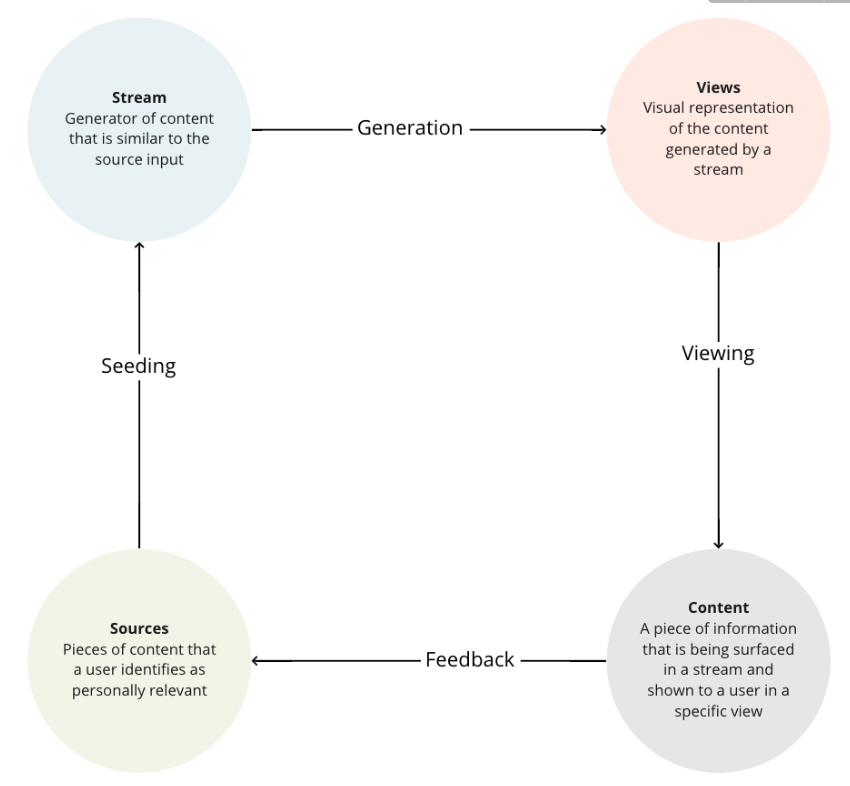 Stream
Generator of content
that is similar to the
source input
Generation
Views
Visual representation
of the content
generated by a
stream
Seeding
Viewing
Sources
Pieces of content that
a user identifies as
personally relevant
Feedback
Content
A piece of information
that is being surfaced
in a stream and
shown to a user in a
specific view